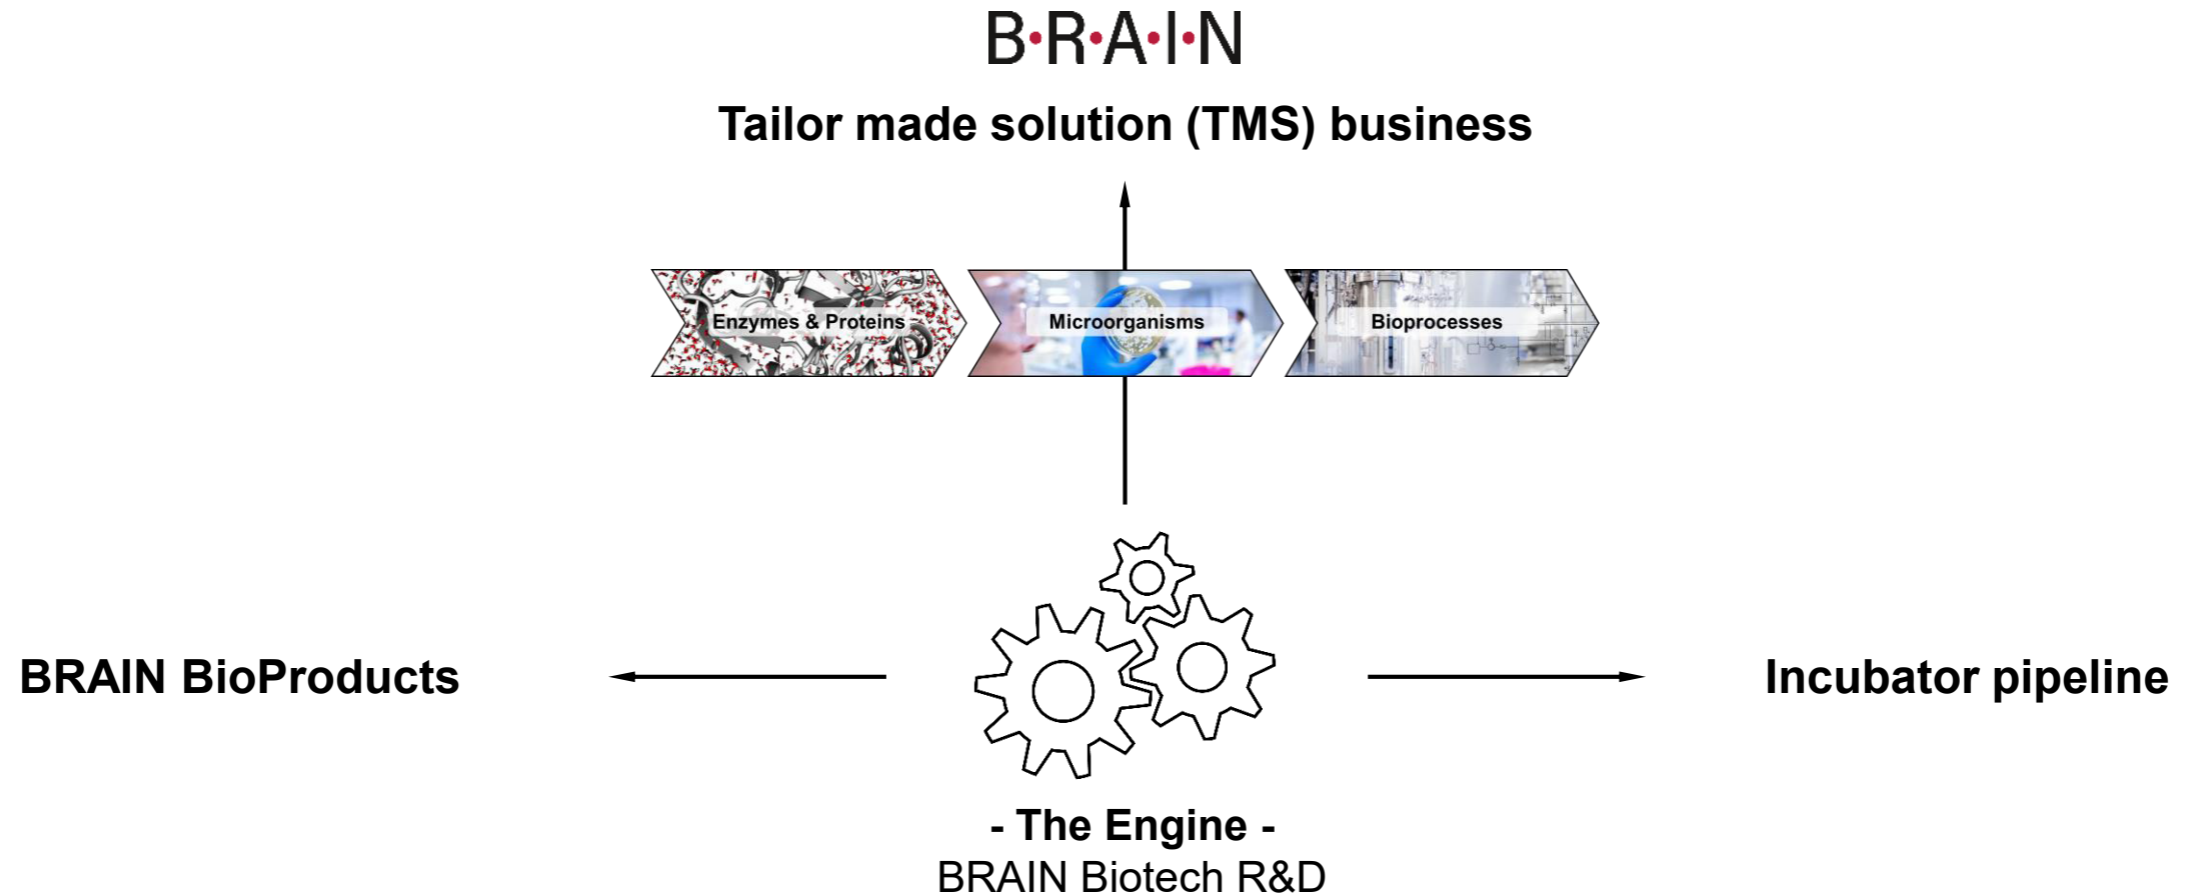 B·R·A·I·N
Tailor made solution (TMS) business
Enzymes & Proteins
Microorganisms
Bioprocesses
BRAIN BioProducts
Incubator pipeline
- The Engine -
BRAIN Biotech R&D